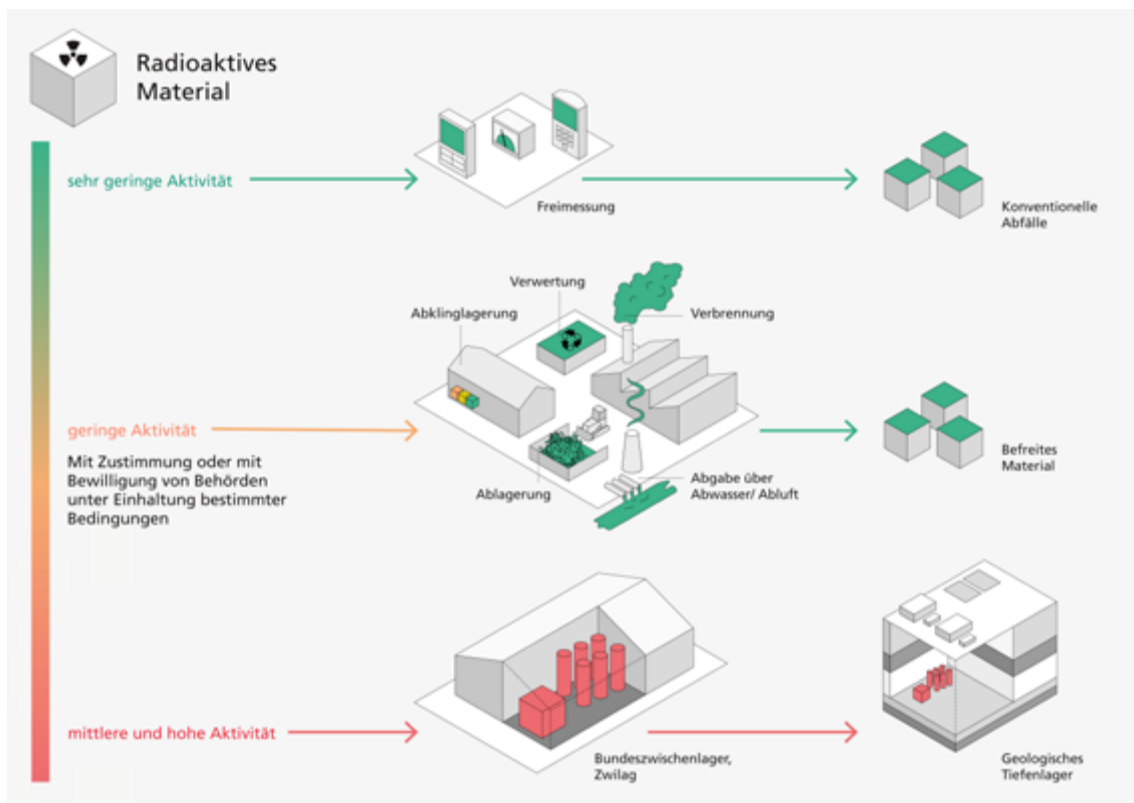 Radioaktives
Material
sehr geringe Aktivität
Freimessung
Konventionelle
Abfälle
Verwertung
Abklinglagerung
Verbrennung
geringe Aktivität
Mit Zustimmung oder mit
Bewilligung von Behörden
unter Einhaltung bestimmter
Bedingungen
Ablagerung
Abgabe über
Abwasser/ Abluft
Befreites
Material
mittlere und hohe Aktivität
Bundeszwischenlager,
Zwilag
Geologisches
Tiefenlager